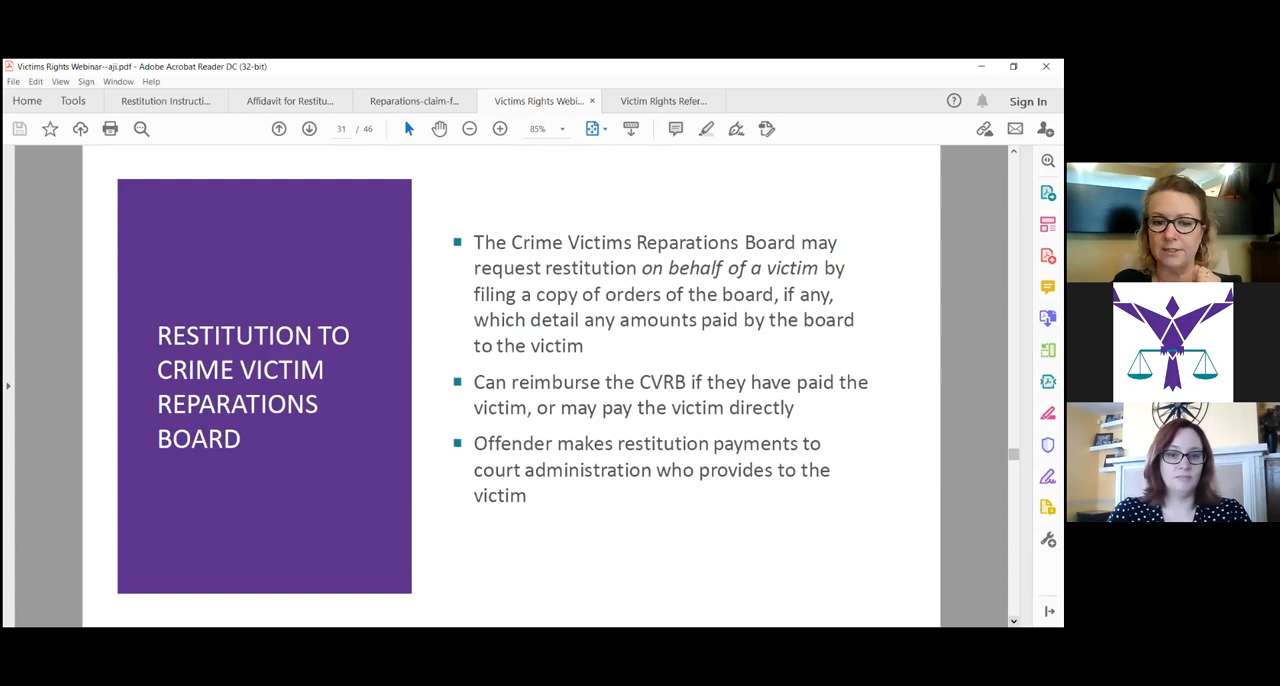 Victims Rights Webinar--aji.pdf - Adobe Acrobat Reader DC (32-bit)
File Edit View Sign Window Help
Home Tools Restitution Instructi... Affidavit for Restitu... Reparations-claim-f... Victims Rights Webi... × Victim Rights Refer... Sign In
31 / 46 85%
RESTITUTION TO
CRIME VICTIM
REPARATIONS
BOARD
▪ The Crime Victims Reparations Board may
request restitution on behalf of a victim by
filing a copy of orders of the board, if any,
which detail any amounts paid by the board
to the victim
▪ Can reimburse the CVRB if they have paid the
victim, or may pay the victim directly
▪ Offender makes restitution payments to
court administration who provides to the
victim